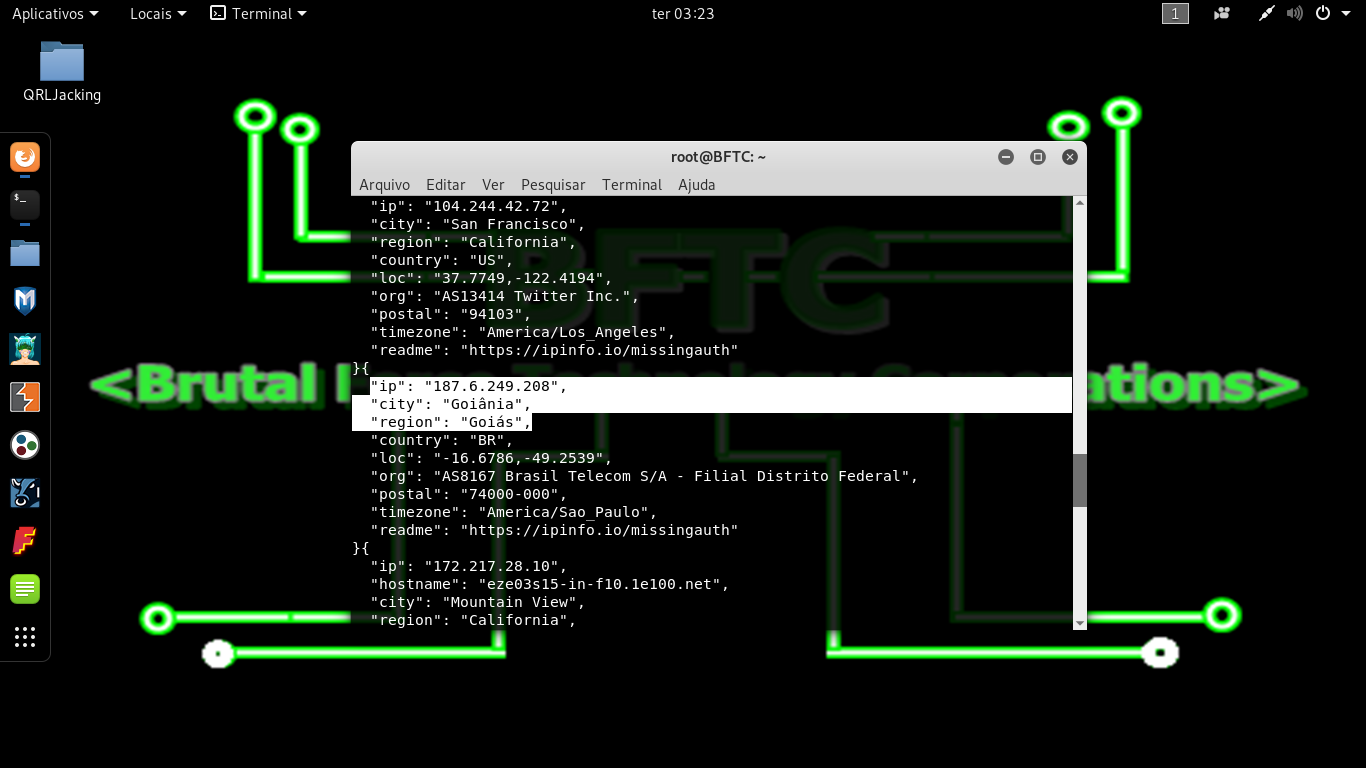 Aplicativos Locais Terminal ter 03:23 1
QRLJacking
root@BFTC: ~
Arquivo Editar Ver Pesquisar Terminal Ajuda
"ip": "104.244.42.72",
"city": "San Francisco",
"region": "California",
"country": "US",
"loc": "37.7749,-122.4194",
"org": "AS13414 Twitter Inc.",
"postal": "94103",
"timezone": "America/Los_Angeles",
"readme": "https://ipinfo.io/missingauth"
}{
"ip": "187.6.249.208",
"city": "Goiânia",
"region": "Goiás",
"country": "BR",
"loc": "-16.6786,-49.2539",
"org": "AS8167 Brasil Telecom S/A - Filial Distrito Federal",
"postal": "74000-000",
"timezone": "America/Sao_Paulo",
"readme": "https://ipinfo.io/missingauth"
}{
"ip": "172.217.28.10",
"hostname": "eze03s15-in-f10.1e100.net",
"city": "Mountain View",
"region": "California",
BFTC
<Brutal
ations>